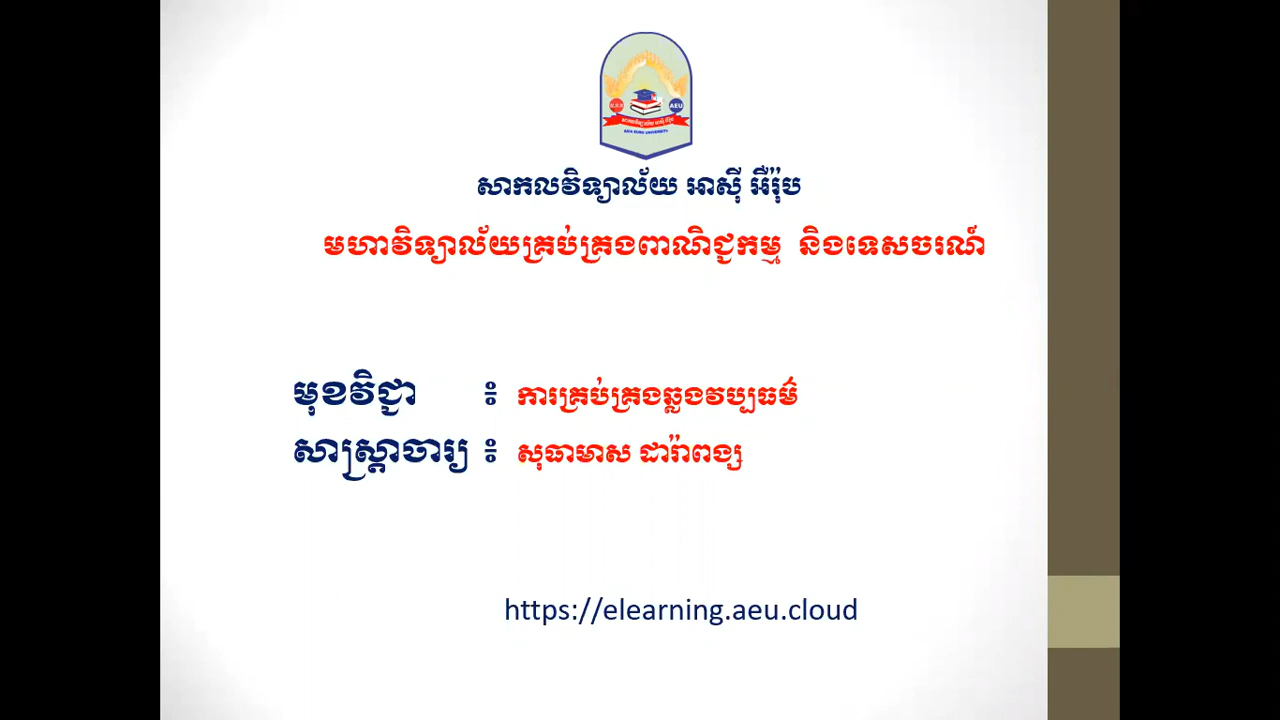 AEU
ASIA EURO UNIVERSITY
សាកលវិទ្យាល័យ អាស៊ី អឺរ៉ុប
មហាវិទ្យាល័យគ្រប់គ្រងពាណិជ្ជកម្ម និងទេសចរណ៍
មុខវិជ្ជា ៖ ការគ្រប់គ្រងឆ្លងវប្បធម៌
សាស្ត្រាចារ្យ ៖ សុធាមាស ដារ៉ាពង្ស
https://elearning.aeu.cloud